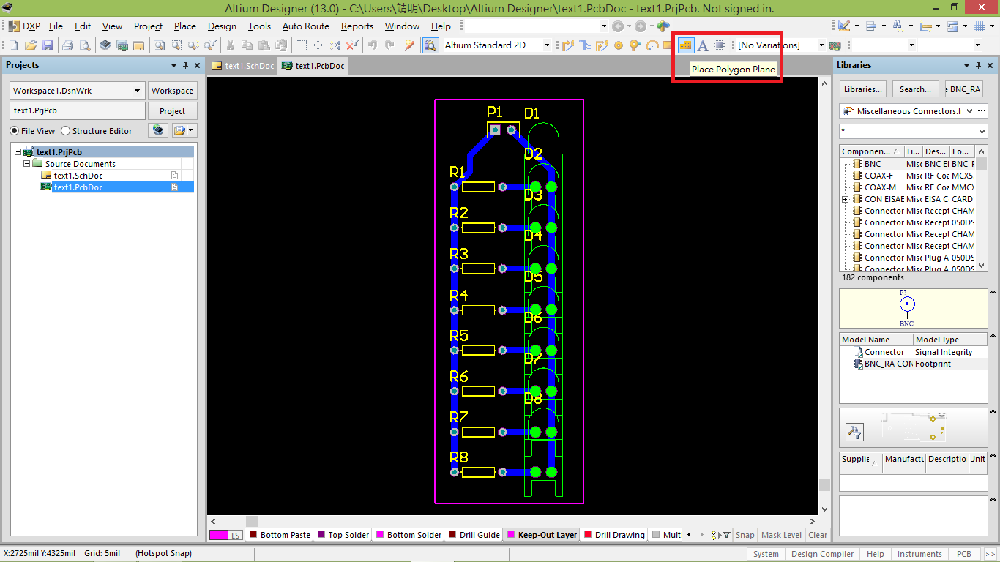 Altium Designer (13.0) - C:\Users\靖明\Desktop\Altium Designer\text1.PcbDoc - text1.PrjPcb. Not signed in.
DXP File Edit View Project Place Design Tools Auto Route Reports Window Help
Altium Standard 2D
A
[No Variations]
Place Polygon Plane
Projects
text1.SchDoc text1.PcbDoc
Libraries
Workspace1.DsnWrk
Workspace
Libraries...
Search...
e BNC_RA
text1.PrjPcb
Project
Miscellaneous Connectors.I
File View Structure Editor
*
text1.PrjPcb
Source Documents
text1.SchDoc
text1.PcbDoc
Compone... Li... Des... Fo...
BNC Misc BNC El BNC_F
COAX-F Misc RF Coa MCX5.
COAX-M Misc RF Coa MMCX
CON EISAE Misc EISA Cc CARD
Connector Misc Recept CHAM
Connector Misc Recept 050DS
Connector Misc Recept CHAM
Connector Misc Recept CHAM
Connector Misc Plug A 050DS
Connector Misc Plug A CHAM
182 components
P1 D1
D2
R1
D3
R2
D4
R3
D5
R4
D6
R5
D7
R6
D8
R7
R8
P?
BNC
Model Name Model Type
Connector Signal Integrity
BNC_RA CON Footprint
Supplie Manufactu Descriptio Unit
LS Bottom Paste Top Solder Bottom Solder Drill Guide Keep-Out Layer Drill Drawing Mult Snap Mask Level Clear
X:2725mil Y:4325mil Grid: 5mil (Hotspot Snap)
System Design Compiler Help Instruments PCB >>